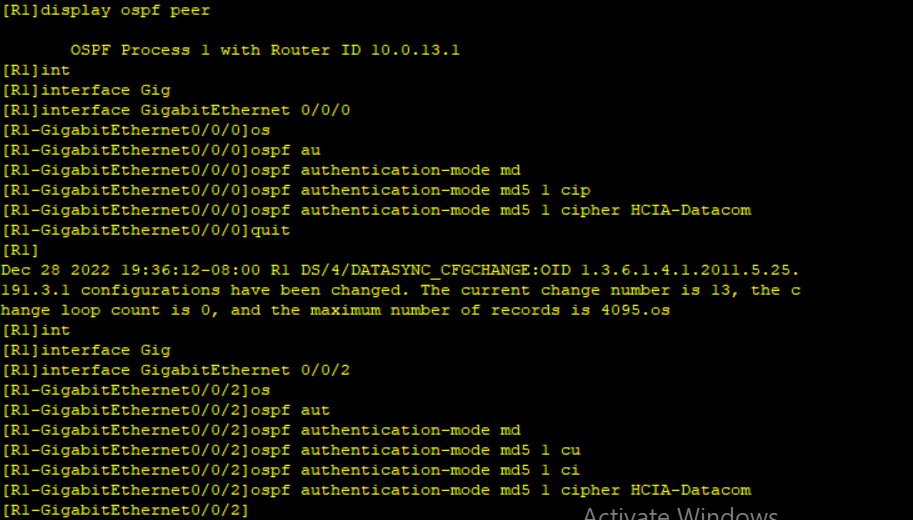 [R1]display ospf peer
OSPF Process 1 with Router ID 10.0.13.1
[R1]int
[R1]interface Gig
[R1]interface GigabitEthernet 0/0/0
[R1-GigabitEthernet0/0/0]os
[R1-GigabitEthernet0/0/0]ospf au
[R1-GigabitEthernet0/0/0]ospf authentication-mode md
[R1-GigabitEthernet0/0/0]ospf authentication-mode md5 1 cip
[R1-GigabitEthernet0/0/0]ospf authentication-mode md5 1 cipher HCIA-Datacom
[R1-GigabitEthernet0/0/0]quit
[R1]
Dec 28 2022 19:36:12-08:00 R1 DS/4/DATASYNC_CFGCHANGE:OID 1.3.6.1.4.1.2011.5.25.
191.3.1 configurations have been changed. The current change number is 13, the c
hange loop count is 0, and the maximum number of records is 4095.os
[R1]int
[R1]interface Gig
[R1]interface GigabitEthernet 0/0/2
[R1-GigabitEthernet0/0/2]os
[R1-GigabitEthernet0/0/2]ospf aut
[R1-GigabitEthernet0/0/2]ospf authentication-mode md
[R1-GigabitEthernet0/0/2]ospf authentication-mode md5 1 cu
[R1-GigabitEthernet0/0/2]ospf authentication-mode md5 1 ci
[R1-GigabitEthernet0/0/2]ospf authentication-mode md5 1 cipher HCIA-Datacom
[R1-GigabitEthernet0/0/2]
Activate Windows